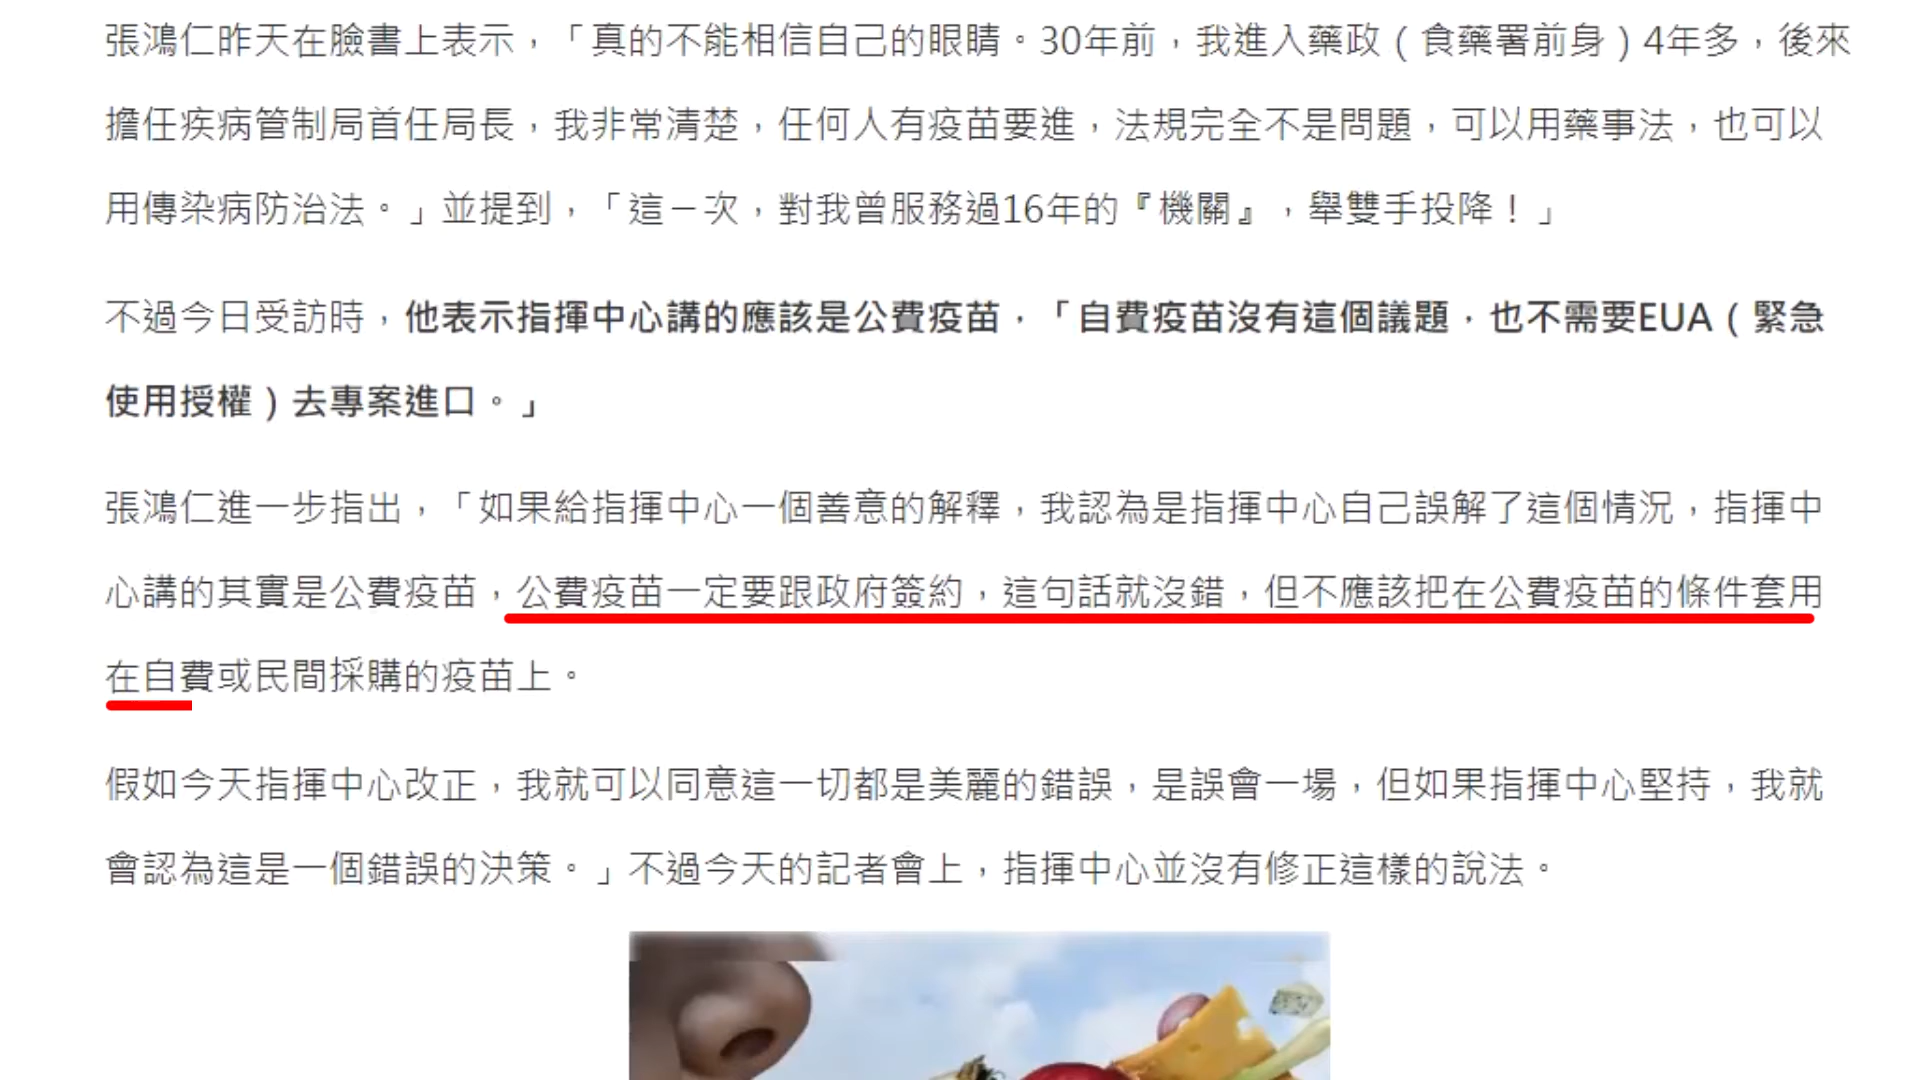 張鴻仁昨天在臉書上表示，「真的不能相信自己的眼睛。30年前，我進入藥政（食藥署前身）4年多，後來
擔任疾病管制局首任局長，我非常清楚，任何人有疫苗要進，法規完全不是問題，可以用藥事法，也可以
用傳染病防治法。」並提到，「這一次，對我曾服務過16年的『機關』，舉雙手投降！」
不過今日受訪時，他表示指揮中心講的應該是公費疫苗，「自費疫苗沒有這個議題，也不需要EUA（緊急
使用授權）去專案進口。」
張鴻仁進一步指出，「如果給指揮中心一個善意的解釋，我認為是指揮中心自己誤解了這個情況，指揮中
心講的其實是公費疫苗，公費疫苗一定要跟政府簽約，這句話就沒錯，但不應該把在公費疫苗的條件套用
在自費或民間採購的疫苗上。
假如今天指揮中心改正，我就可以同意這一切都是美麗的錯誤，是誤會一場，但如果指揮中心堅持，我就
會認為這是一個錯誤的決策。」不過今天的記者會上，指揮中心並沒有修正這樣的說法。